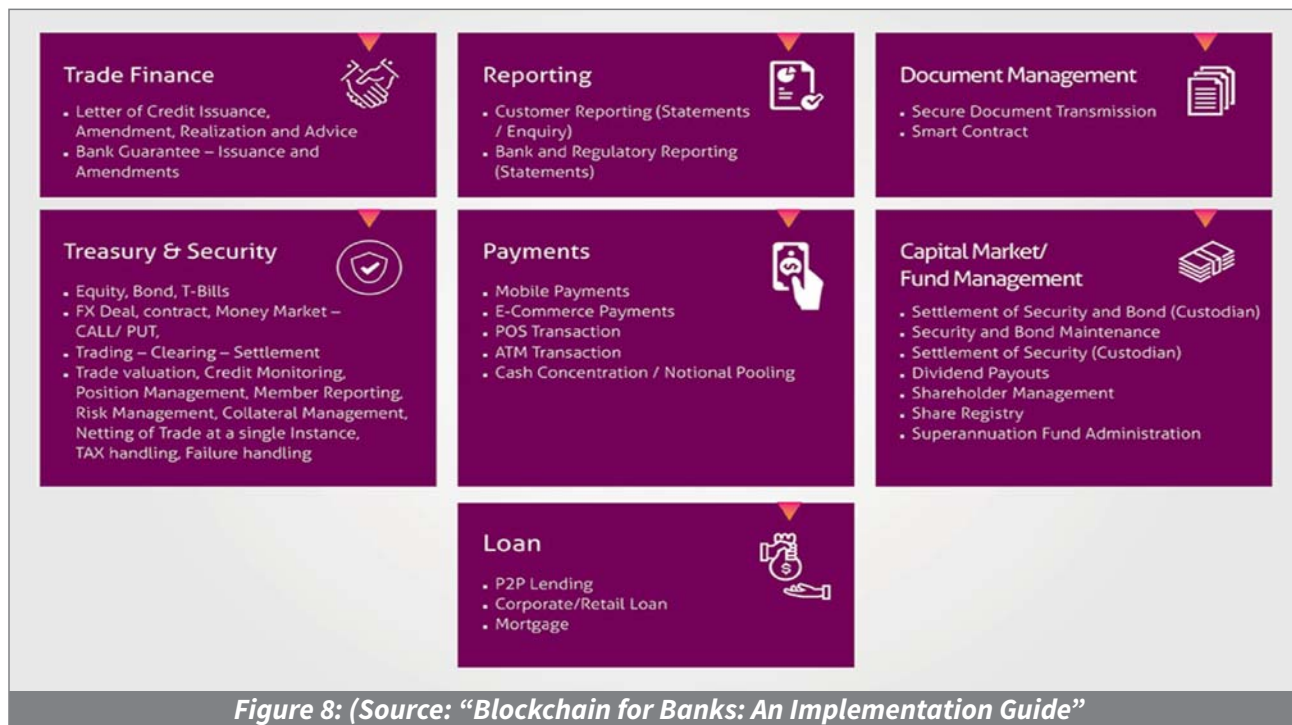 Trade Finance
• Letter of Credit Issuance,
Amendment, Realization and Advice
• Bank Guarantee – Issuance and
Amendments
Reporting
• Customer Reporting (Statements
/ Enquiry)
• Bank and Regulatory Reporting
(Statements)
Document Management
• Secure Document Transmission
• Smart Contract
Treasury & Security
• Equity, Bond, T-Bills
• FX Deal, contract, Money Market –
CALL/ PUT,
• Trading – Clearing – Settlement
• Trade valuation, Credit Monitoring,
Position Management, Member Reporting,
Risk Management, Collateral Management,
Netting of Trade at a single Instance,
TAX handling, Failure handling
Payments
• Mobile Payments
• E-Commerce Payments
• POS Transaction
• ATM Transaction
• Cash Concentration / Notional Pooling
Capital Market/
Fund Management
• Settlement of Security and Bond (Custodian)
• Security and Bond Maintenance
• Settlement of Security (Custodian)
• Dividend Payouts
• Shareholder Management
• Share Registry
• Superannuation Fund Administration
Loan
• P2P Lending
• Corporate/Retail Loan
• Mortgage
Figure 8: (Source: “Blockchain for Banks: An Implementation Guide”